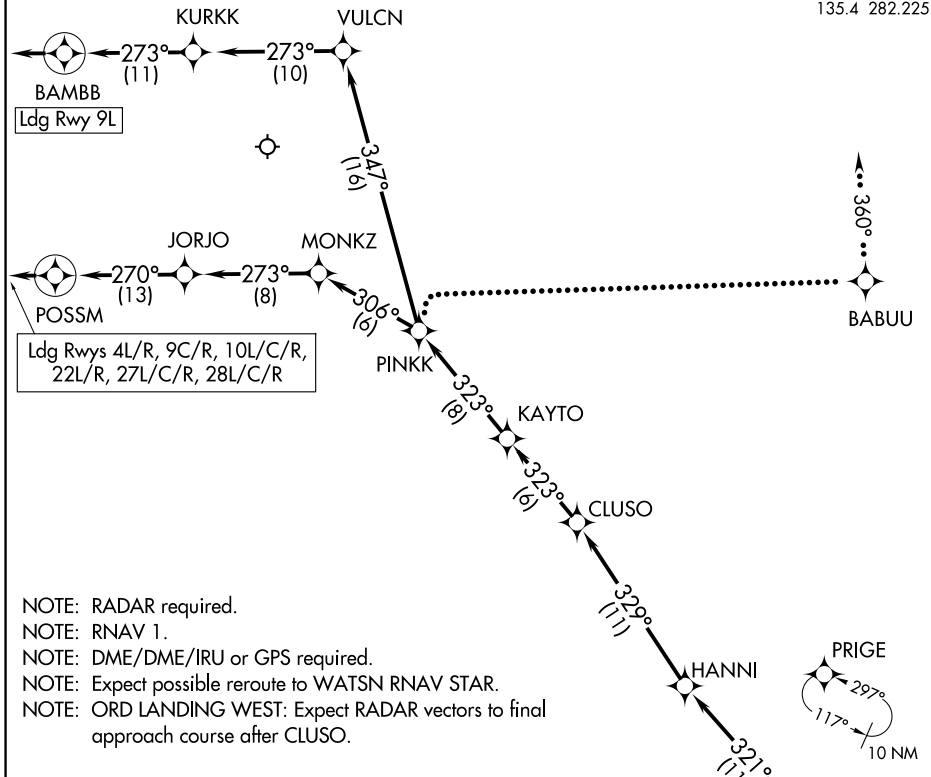 135.4 282.225
KURKK
VULCN
273°
(11)
273°
(10)
BAMBB
Ldg Rwy 9L
347°
(16)
360°
JORJO
MONKZ
270°
(13)
273°
(8)
306°
(6)
POSSM
BABUU
Ldg Rwys 4L/R, 9C/R, 10L/C/R,
22L/R, 27L/C/R, 28L/C/R
PINKK
323°
(8)
KAYTO
323°
(6)
CLUSO
329°
(11)
NOTE: RADAR required.
NOTE: RNAV 1.
NOTE: DME/DME/IRU or GPS required.
NOTE: Expect possible reroute to WATSN RNAV STAR.
NOTE: ORD LANDING WEST: Expect RADAR vectors to final
approach course after CLUSO.
HANNI
PRIGE
297°
117°
10 NM
321°